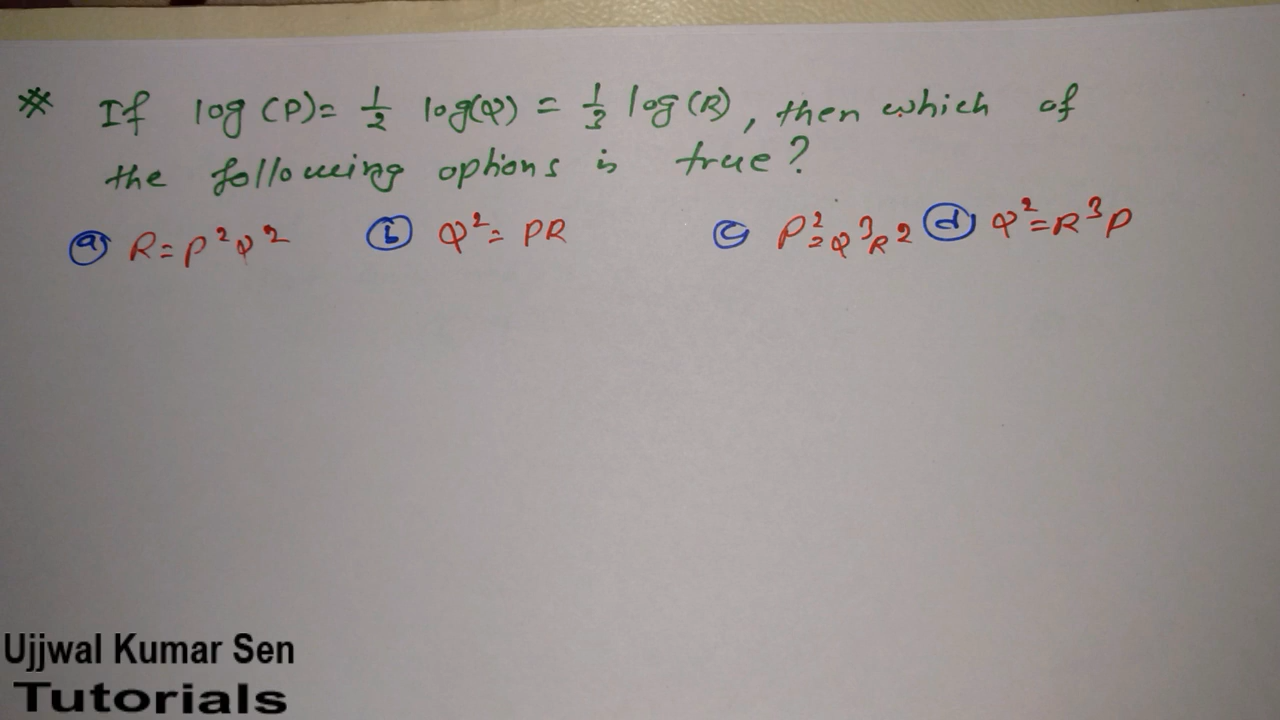 * If log (P) = 1/2 log(Q) = 1/3 log (R), then which of
the following options is true?
(a) R = P²Q² (b) Q² = PR (c) P² = Q³R² (d) Q² = R³P
Ujjwal Kumar Sen
Tutorials